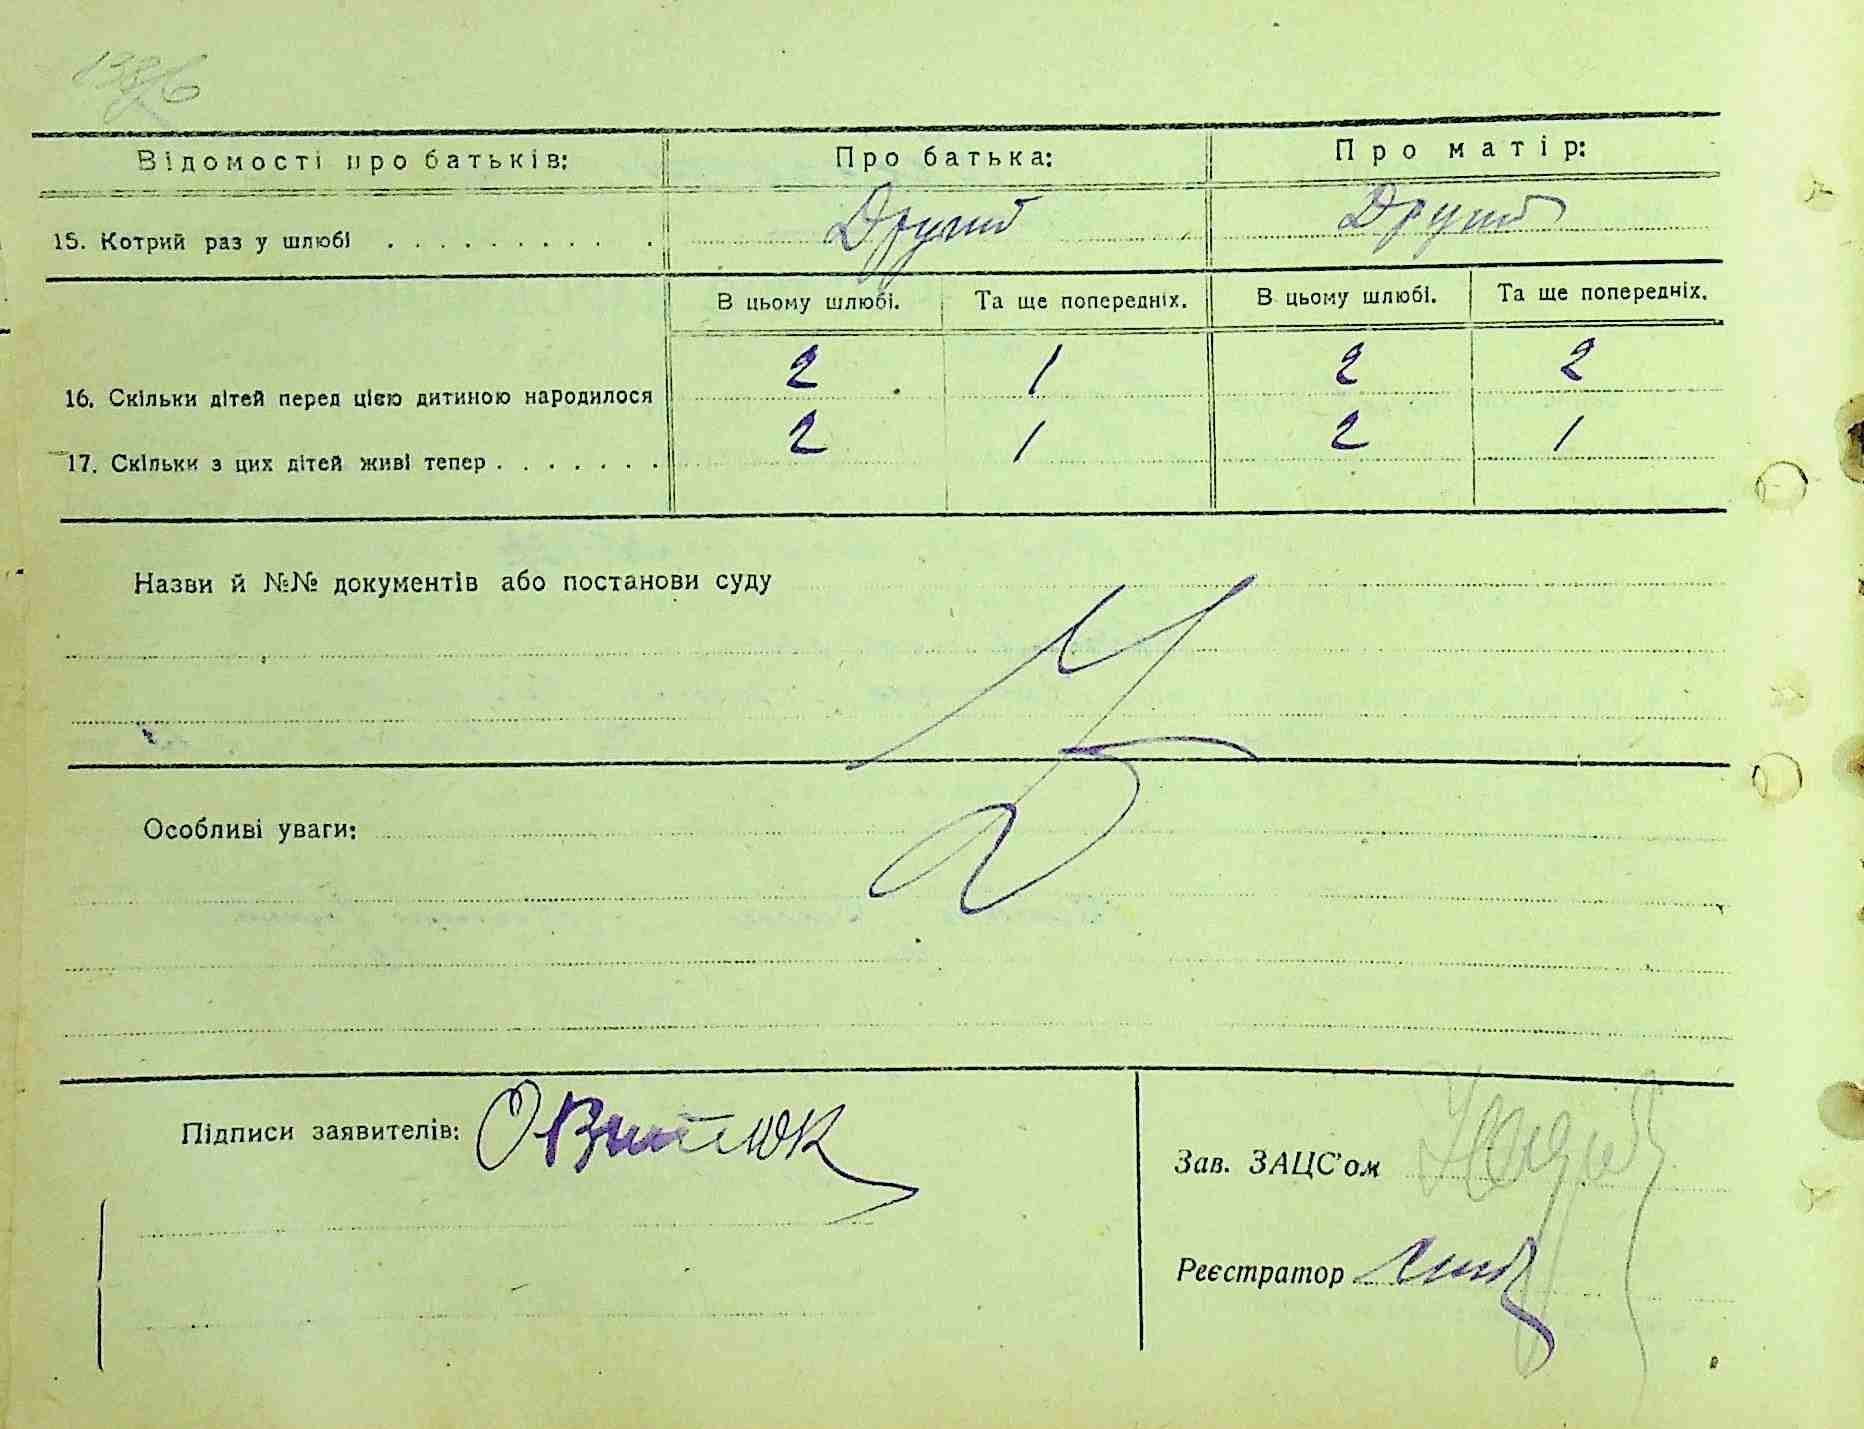 Відомості про батьків: Про батька: Про матір:
15. Котрий раз у шлюбі Другий Другий
В цьому шлюбі. Та ще попередніх. В цьому шлюбі. Та ще попередніх.
16. Скільки дітей перед цією дитиною народилося 2 1 2 2
17. Скільки з цих дітей живі тепер 2 1 2 1
Назви й №№ документів або постанови суду
Особливі уваги:
Підписи заявителів:
Зав. ЗАЦС'ом
Реєстратор